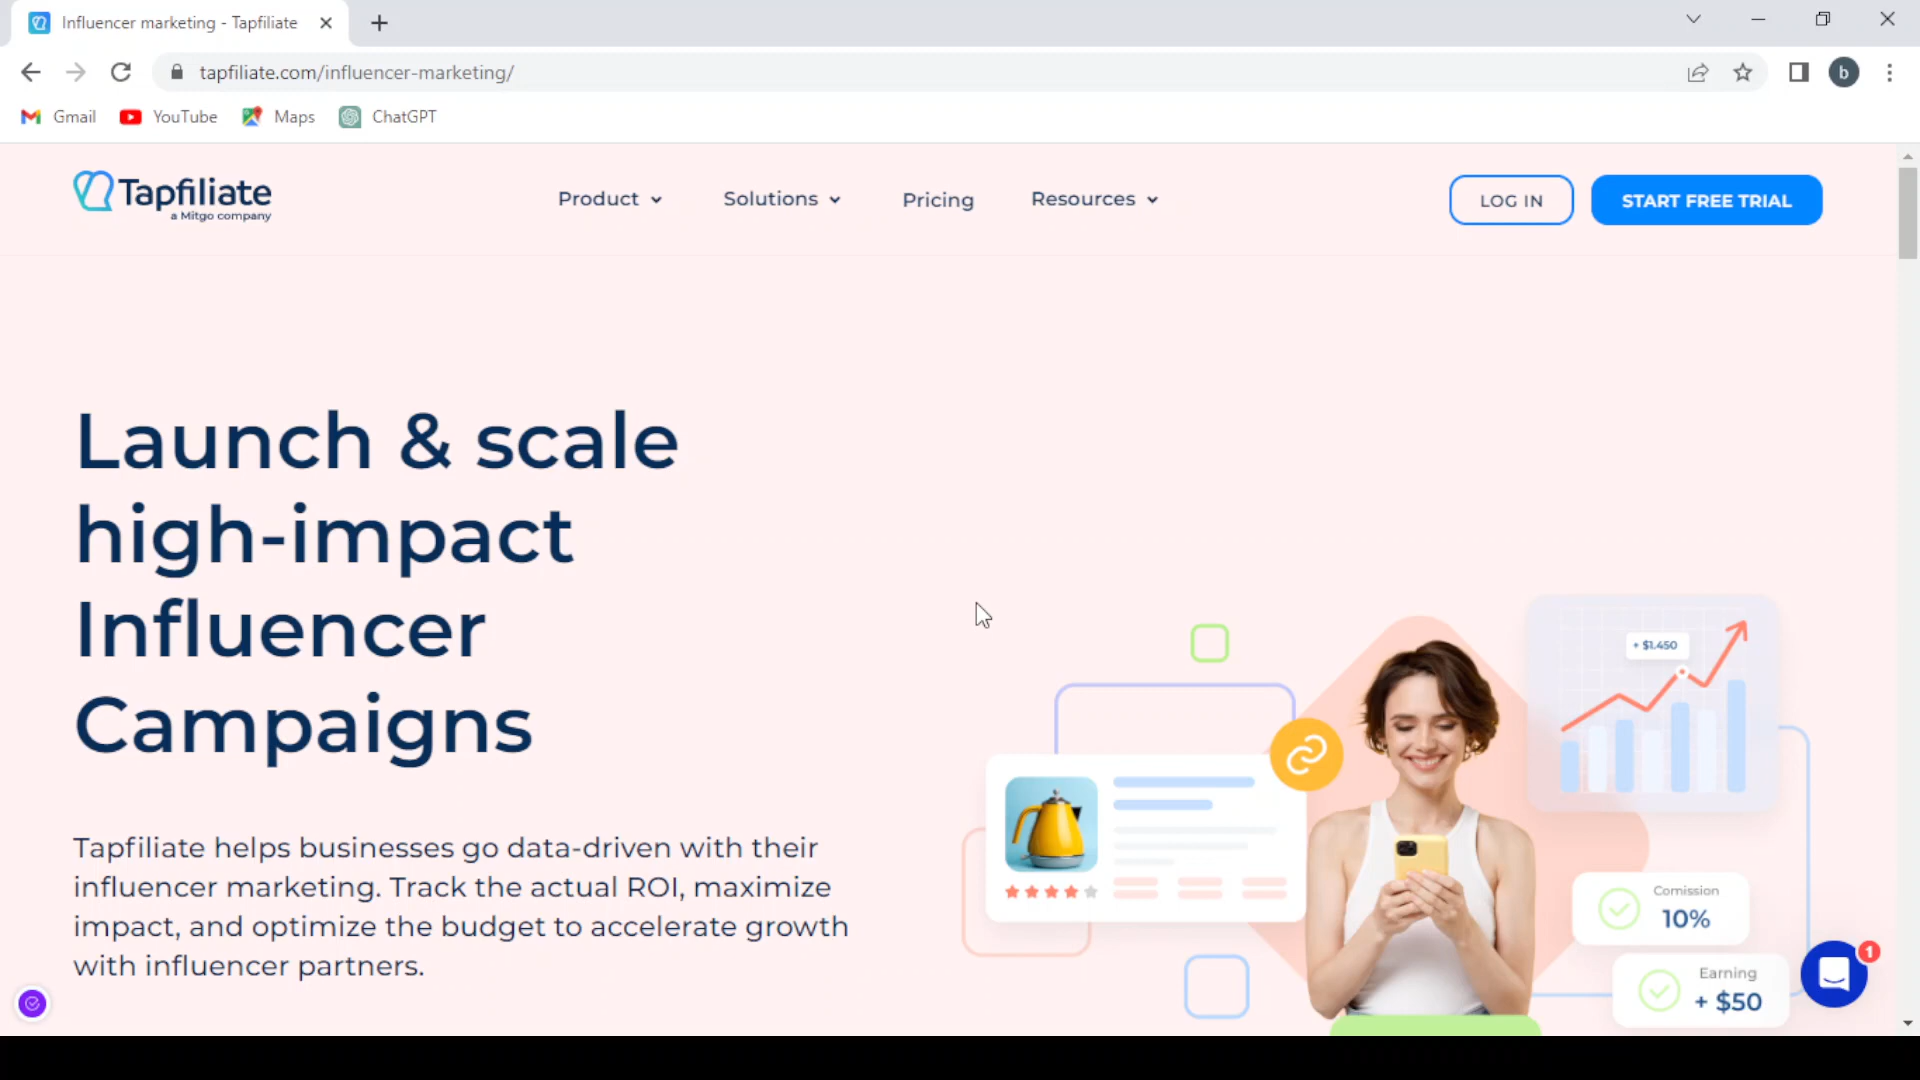 Influencer marketing - Tapfiliate
tapfiliate.com/influencer-marketing/
b
Gmail
YouTube
Maps
ChatGPT
Tapfiliate
a Mitgo company
Product
Solutions
Pricing
Resources
LOG IN
START FREE TRIAL
Launch & scale
high-impact
Influencer
Campaigns
Tapfiliate helps businesses go data-driven with their
influencer marketing. Track the actual ROI, maximize
impact, and optimize the budget to accelerate growth
with influencer partners.
+ $1.450
Comission
10%
Earning
+ $50
1